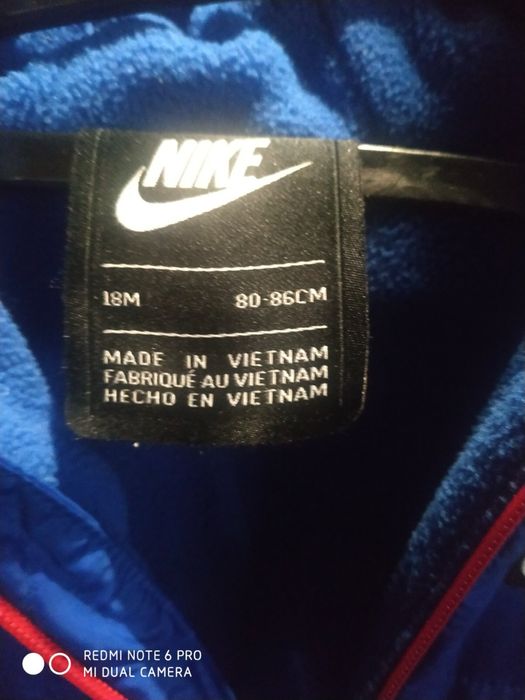 NIKE
18M 80-86CM
MADE IN VIETNAM
FABRIQUÉ AU VIETNAM
HECHO EN VIETNAM
REDMI NOTE 6 PRO
MI DUAL CAMERA